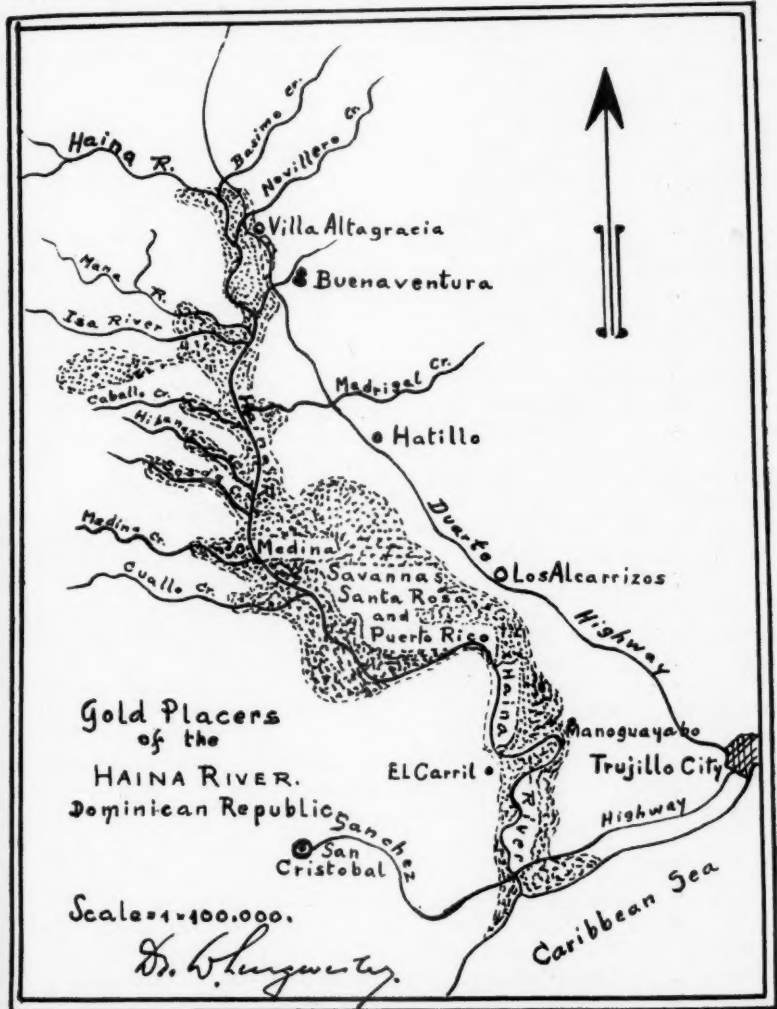 Haina R.
Basimo Cr.
Novillero Cr.
Villa Altagracia
Buenaventura
Mana R.
Isa River
Caballo Cr.
Madrigal Cr.
Hatillo
Medina Cr.
Medina
Cuallo Cr.
Savannas
Santa Rosa
and
Puerto Rico
Duarte Highway
Los Alcarrizos
Haina River
Manoguayabo
Trujillo City
El Carril
Gold Placers
of the
HAINA RIVER.
Dominican Republic
Sanchez Highway
San
Cristobal
Caribbean Sea
Scale=1=100.000.